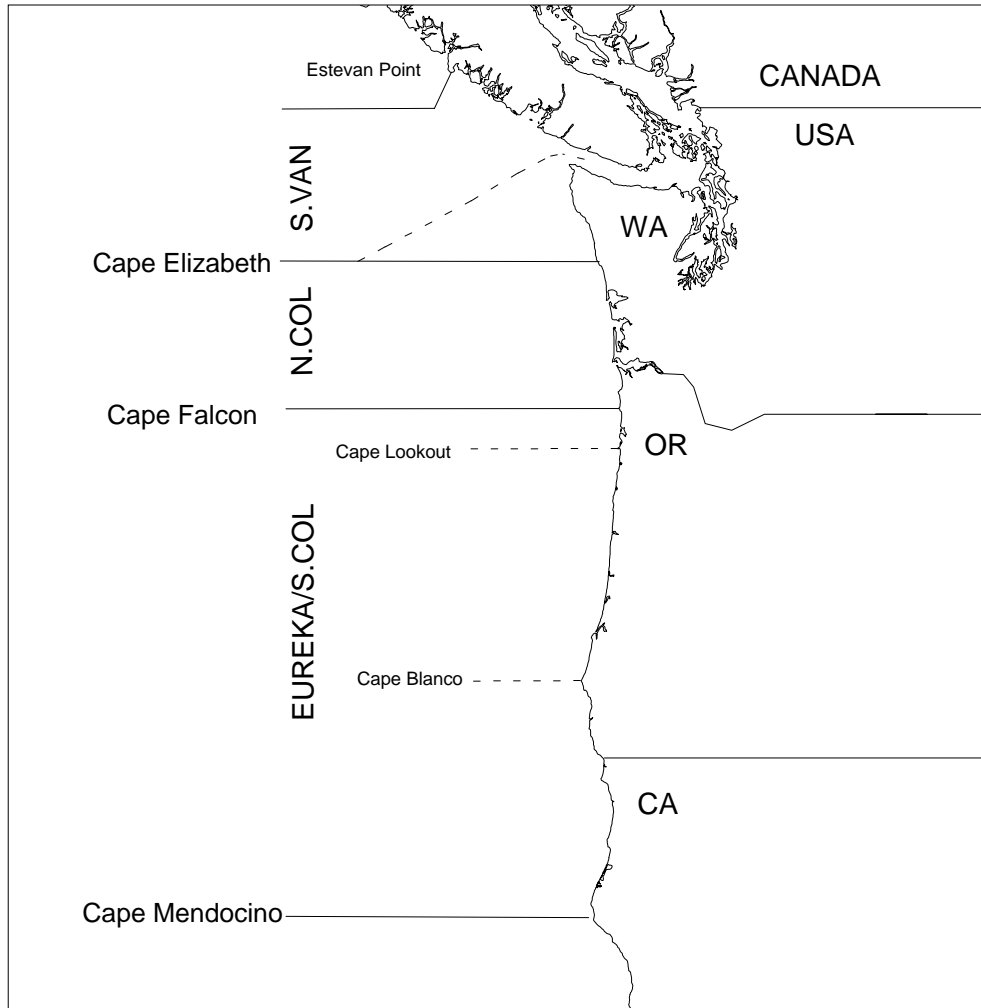 Estevan Point
CANADA
USA
S.VAN
WA
Cape Elizabeth
N.COL
Cape Falcon
OR
Cape Lookout
EUREKA/S.COL
Cape Blanco
CA
Cape Mendocino